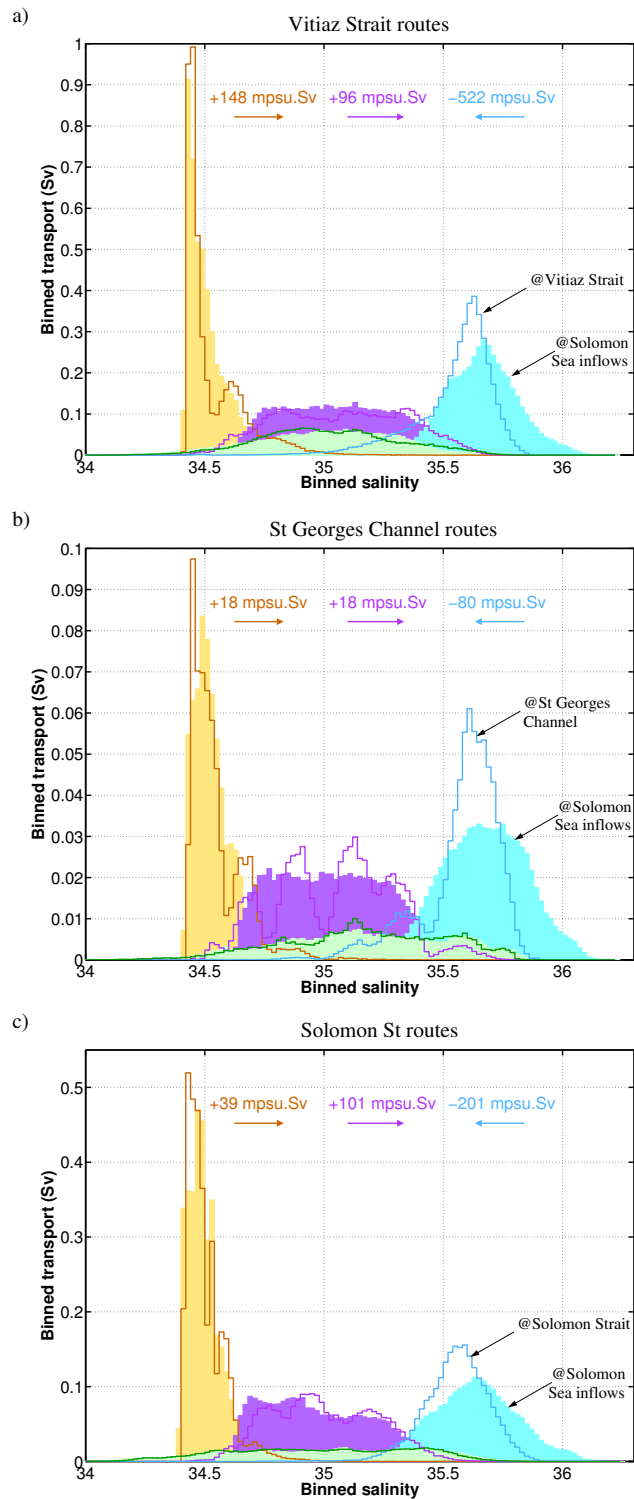 a)
Vitiaz Strait routes
1
0.9
0.8
0.7
0.6
0.5
0.4
0.3
0.2
0.1
0
Binned transport (Sv)
+148 mpsu.Sv +96 mpsu.Sv −522 mpsu.Sv
@Vitiaz Strait
@Solomon
Sea inflows
34 34.5 35 35.5 36
Binned salinity
b)
St Georges Channel routes
0.1
0.09
0.08
0.07
0.06
0.05
0.04
0.03
0.02
0.01
0
Binned transport (Sv)
+18 mpsu.Sv +18 mpsu.Sv −80 mpsu.Sv
@St Georges
Channel
@Solomon
Sea inflows
34 34.5 35 35.5 36
Binned salinity
c)
Solomon St routes
0.5
0.4
0.3
0.2
0.1
0
Binned transport (Sv)
+39 mpsu.Sv +101 mpsu.Sv −201 mpsu.Sv
@Solomon Strait
@Solomon
Sea inflows
34 34.5 35 35.5 36
Binned salinity